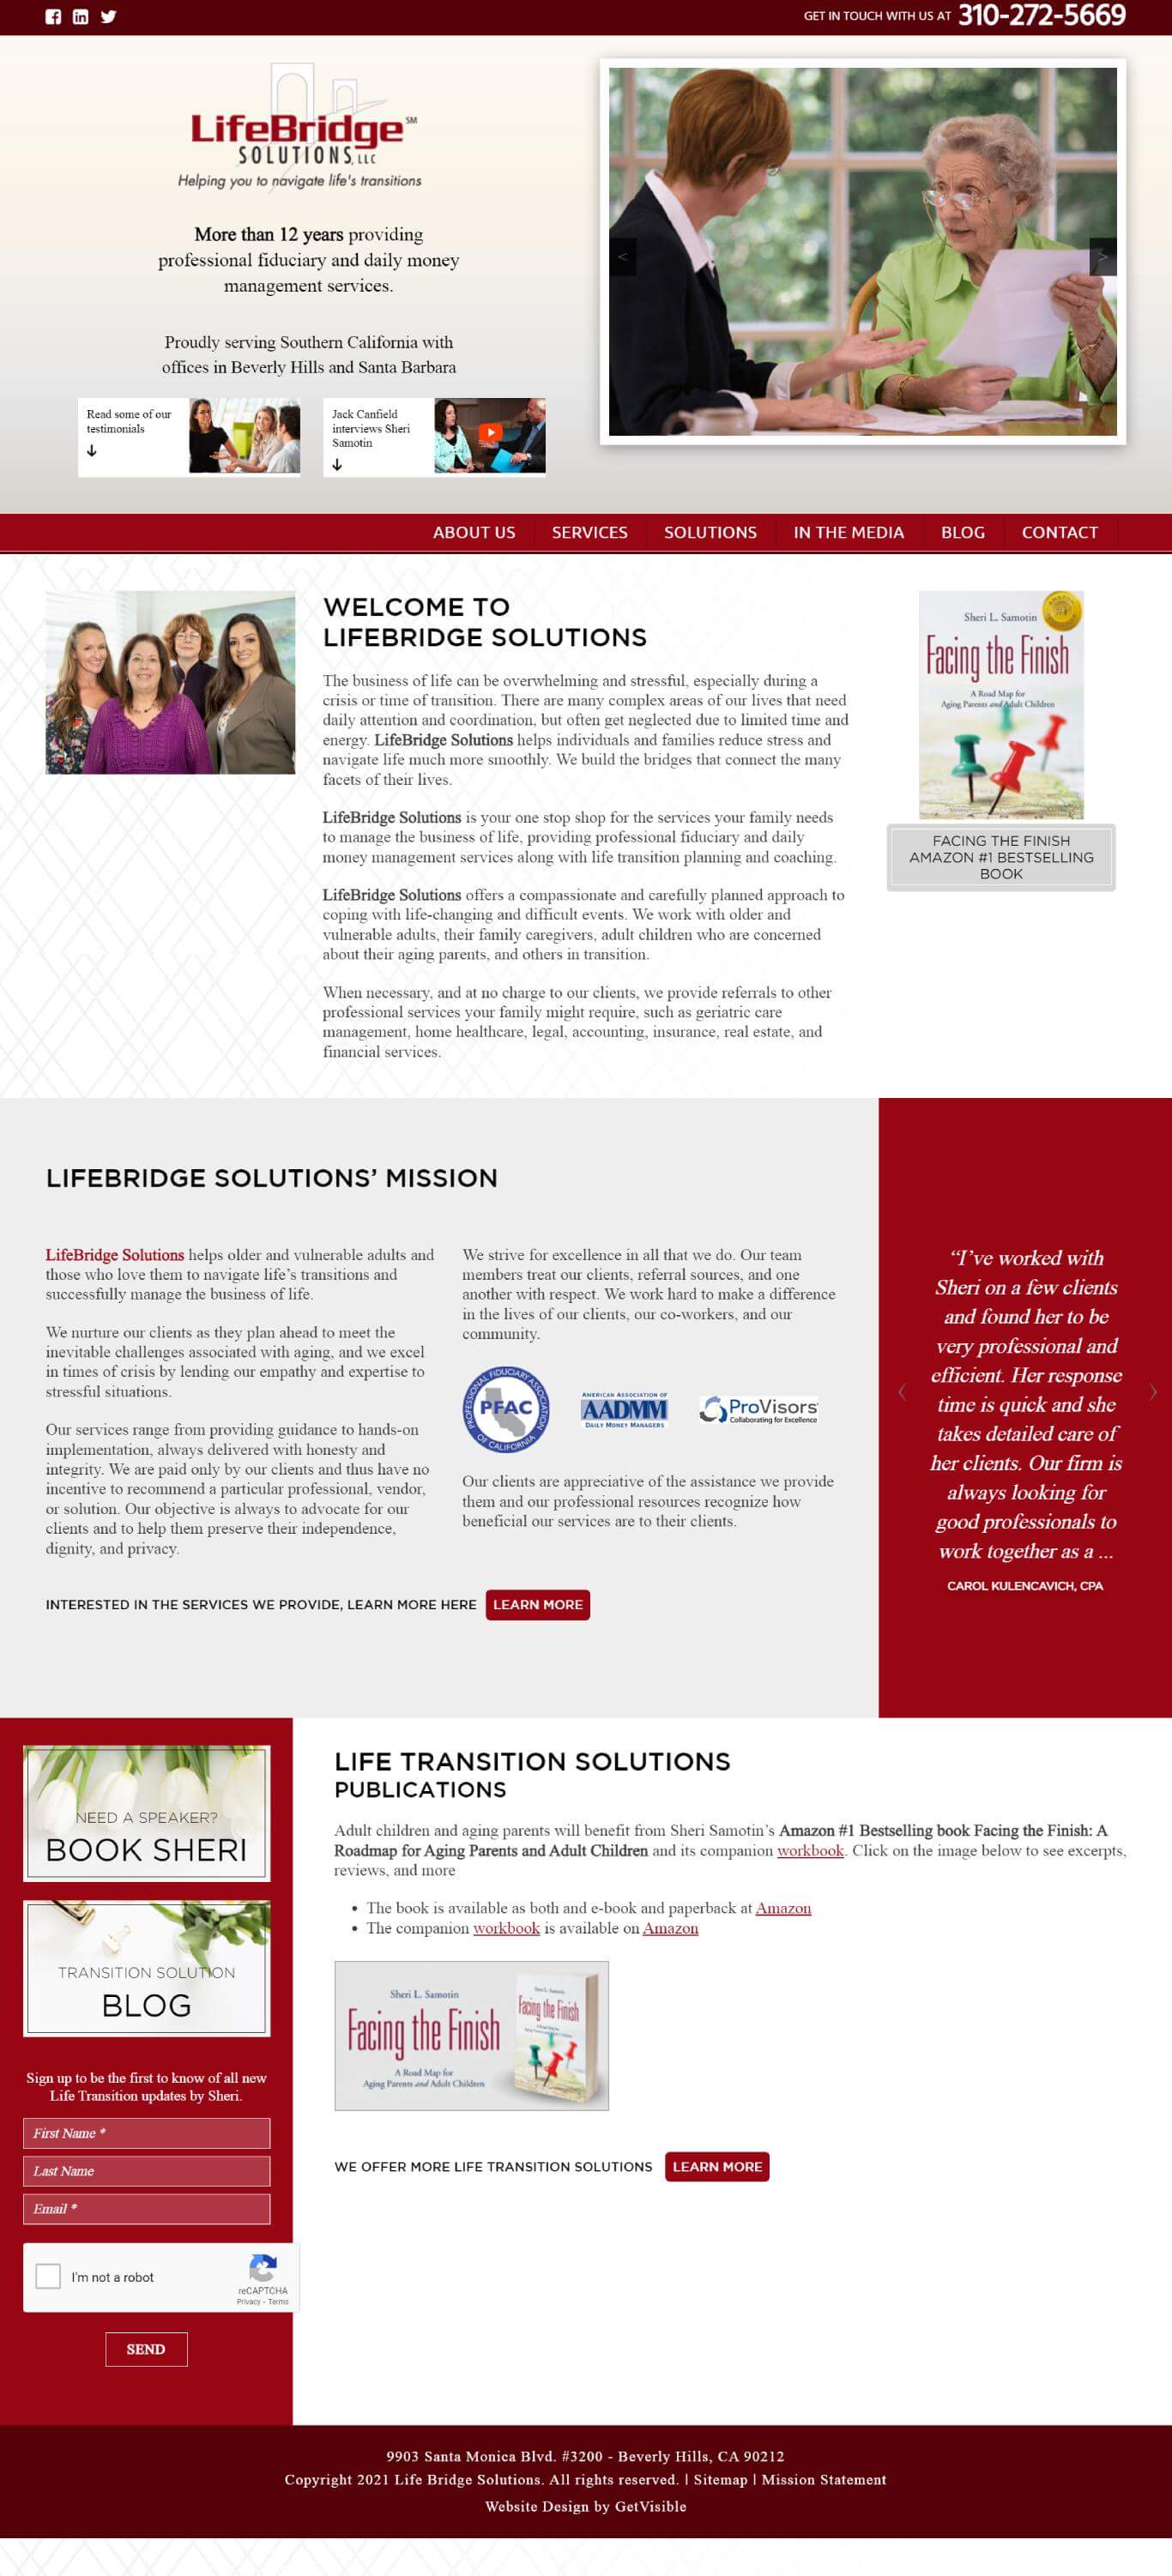 GET IN TOUCH WITH US AT 310-272-5669
LifeBridge SM
SOLUTIONS, LLC
Helping you to navigate life's transitions
More than 12 years providing
professional fiduciary and daily money
management services.
Proudly serving Southern California with
offices in Beverly Hills and Santa Barbara
Read some of our
testimonials
Jack Canfield
interviews Sheri
Samotin
<
>
ABOUT US SERVICES SOLUTIONS IN THE MEDIA BLOG CONTACT
WELCOME TO
LIFEBRIDGE SOLUTIONS
The business of life can be overwhelming and stressful, especially during a
crisis or time of transition. There are many complex areas of our lives that need
daily attention and coordination, but often get neglected due to limited time and
energy. LifeBridge Solutions helps individuals and families reduce stress and
navigate life much more smoothly. We build the bridges that connect the many
facets of their lives.
LifeBridge Solutions is your one stop shop for the services your family needs
to manage the business of life, providing professional fiduciary and daily
money management services along with life transition planning and coaching.
LifeBridge Solutions offers a compassionate and carefully planned approach to
coping with life-changing and difficult events. We work with older and
vulnerable adults, their family caregivers, adult children who are concerned
about their aging parents, and others in transition.
When necessary, and at no charge to our clients, we provide referrals to other
professional services your family might require, such as geriatric care
management, home healthcare, legal, accounting, insurance, real estate, and
financial services.
Sheri L. Samotin
Facing the Finish
A Road Map for
Aging Parents and Adult Children
FACING THE FINISH
AMAZON #1 BESTSELLING
BOOK
LIFEBRIDGE SOLUTIONS’ MISSION
LifeBridge Solutions helps older and vulnerable adults and
those who love them to navigate life’s transitions and
successfully manage the business of life.
We nurture our clients as they plan ahead to meet the
inevitable challenges associated with aging, and we excel
in times of crisis by lending our empathy and expertise to
stressful situations.
Our services range from providing guidance to hands-on
implementation, always delivered with honesty and
integrity. We are paid only by our clients and thus have no
incentive to recommend a particular professional, vendor,
or solution. Our objective is always to advocate for our
clients and to help them preserve their independence,
dignity, and privacy.
We strive for excellence in all that we do. Our team
members treat our clients, referral sources, and one
another with respect. We work hard to make a difference
in the lives of our clients, our co-workers, and our
community.
PROFESSIONAL FIDUCIARY ASSOCIATION
PFAC
OF CALIFORNIA
AMERICAN ASSOCIATION OF
AADMM
DAILY MONEY MANAGERS
ProVisors
Collaborating for Excellence
Our clients are appreciative of the assistance we provide
them and our professional resources recognize how
beneficial our services are to their clients.
INTERESTED IN THE SERVICES WE PROVIDE, LEARN MORE HERE LEARN MORE
“I’ve worked with
Sheri on a few clients
and found her to be
very professional and
efficient. Her response
time is quick and she
takes detailed care of
her clients. Our firm is
always looking for
good professionals to
work together as a ...
CAROL KULENCAVICH, CPA
NEED A SPEAKER?
BOOK SHERI
TRANSITION SOLUTION
BLOG
Sign up to be the first to know of all new
Life Transition updates by Sheri.
First Name *
Last Name
Email *
I'm not a robot
reCAPTCHA
Privacy - Terms
SEND
LIFE TRANSITION SOLUTIONS
PUBLICATIONS
Adult children and aging parents will benefit from Sheri Samotin’s Amazon #1 Bestselling book Facing the Finish: A
Roadmap for Aging Parents and Adult Children and its companion workbook. Click on the image below to see excerpts,
reviews, and more
• The book is available as both and e-book and paperback at Amazon
• The companion workbook is available on Amazon
Sheri L. Samotin
Facing the Finish
A Road Map for
Aging Parents and Adult Children
Facing the Finish
WE OFFER MORE LIFE TRANSITION SOLUTIONS LEARN MORE
9903 Santa Monica Blvd. #3200 - Beverly Hills, CA 90212
Copyright 2021 Life Bridge Solutions. All rights reserved. | Sitemap | Mission Statement
Website Design by GetVisible